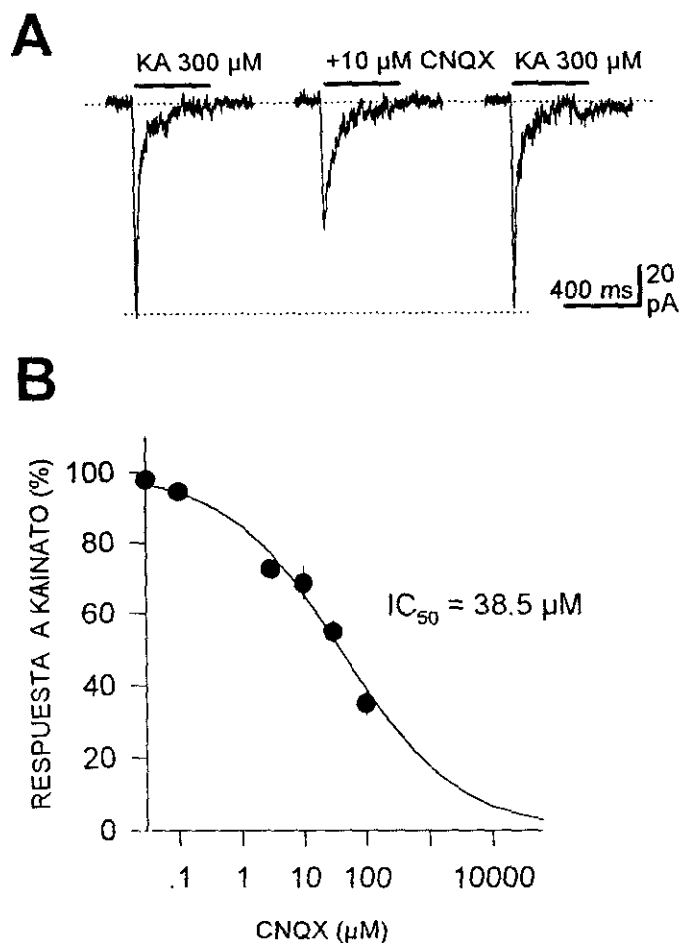 A
KA 300 µM
+10 µM CNQX
KA 300 µM
400 ms
20
pA
B
RESPUESTA A KAINATO (%)
100
80
60
40
20
0
IC50 = 38.5 µM
.1
1
10
100
10000
CNQX (µM)